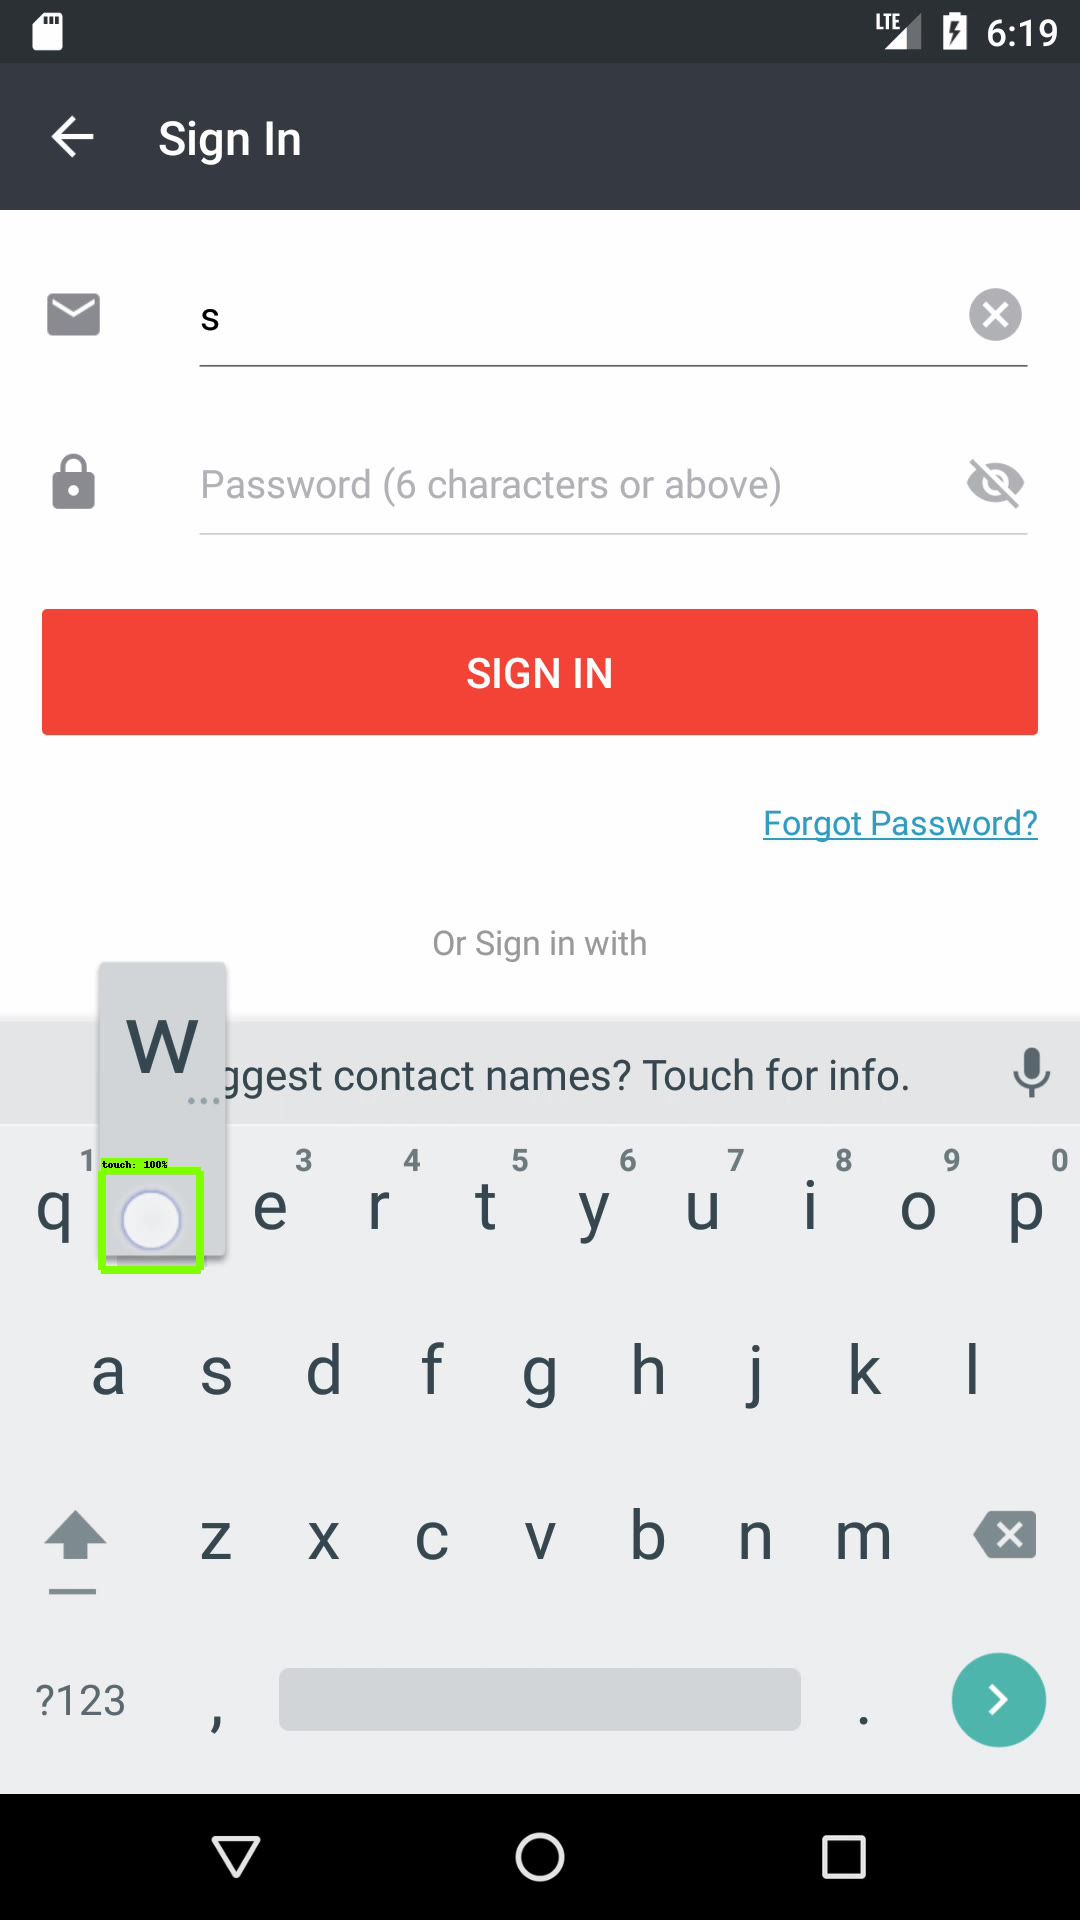 LTE 6:19
Sign In
s
Password (6 characters or above)
SIGN IN
Forgot Password?
Or Sign in with
w
ggest contact names? Touch for info.
...
touch: 100%
1 3 4 5 6 7 8 9 0
q e r t y u i o p
a s d f g h j k l
z x c v b n m
?123 , .